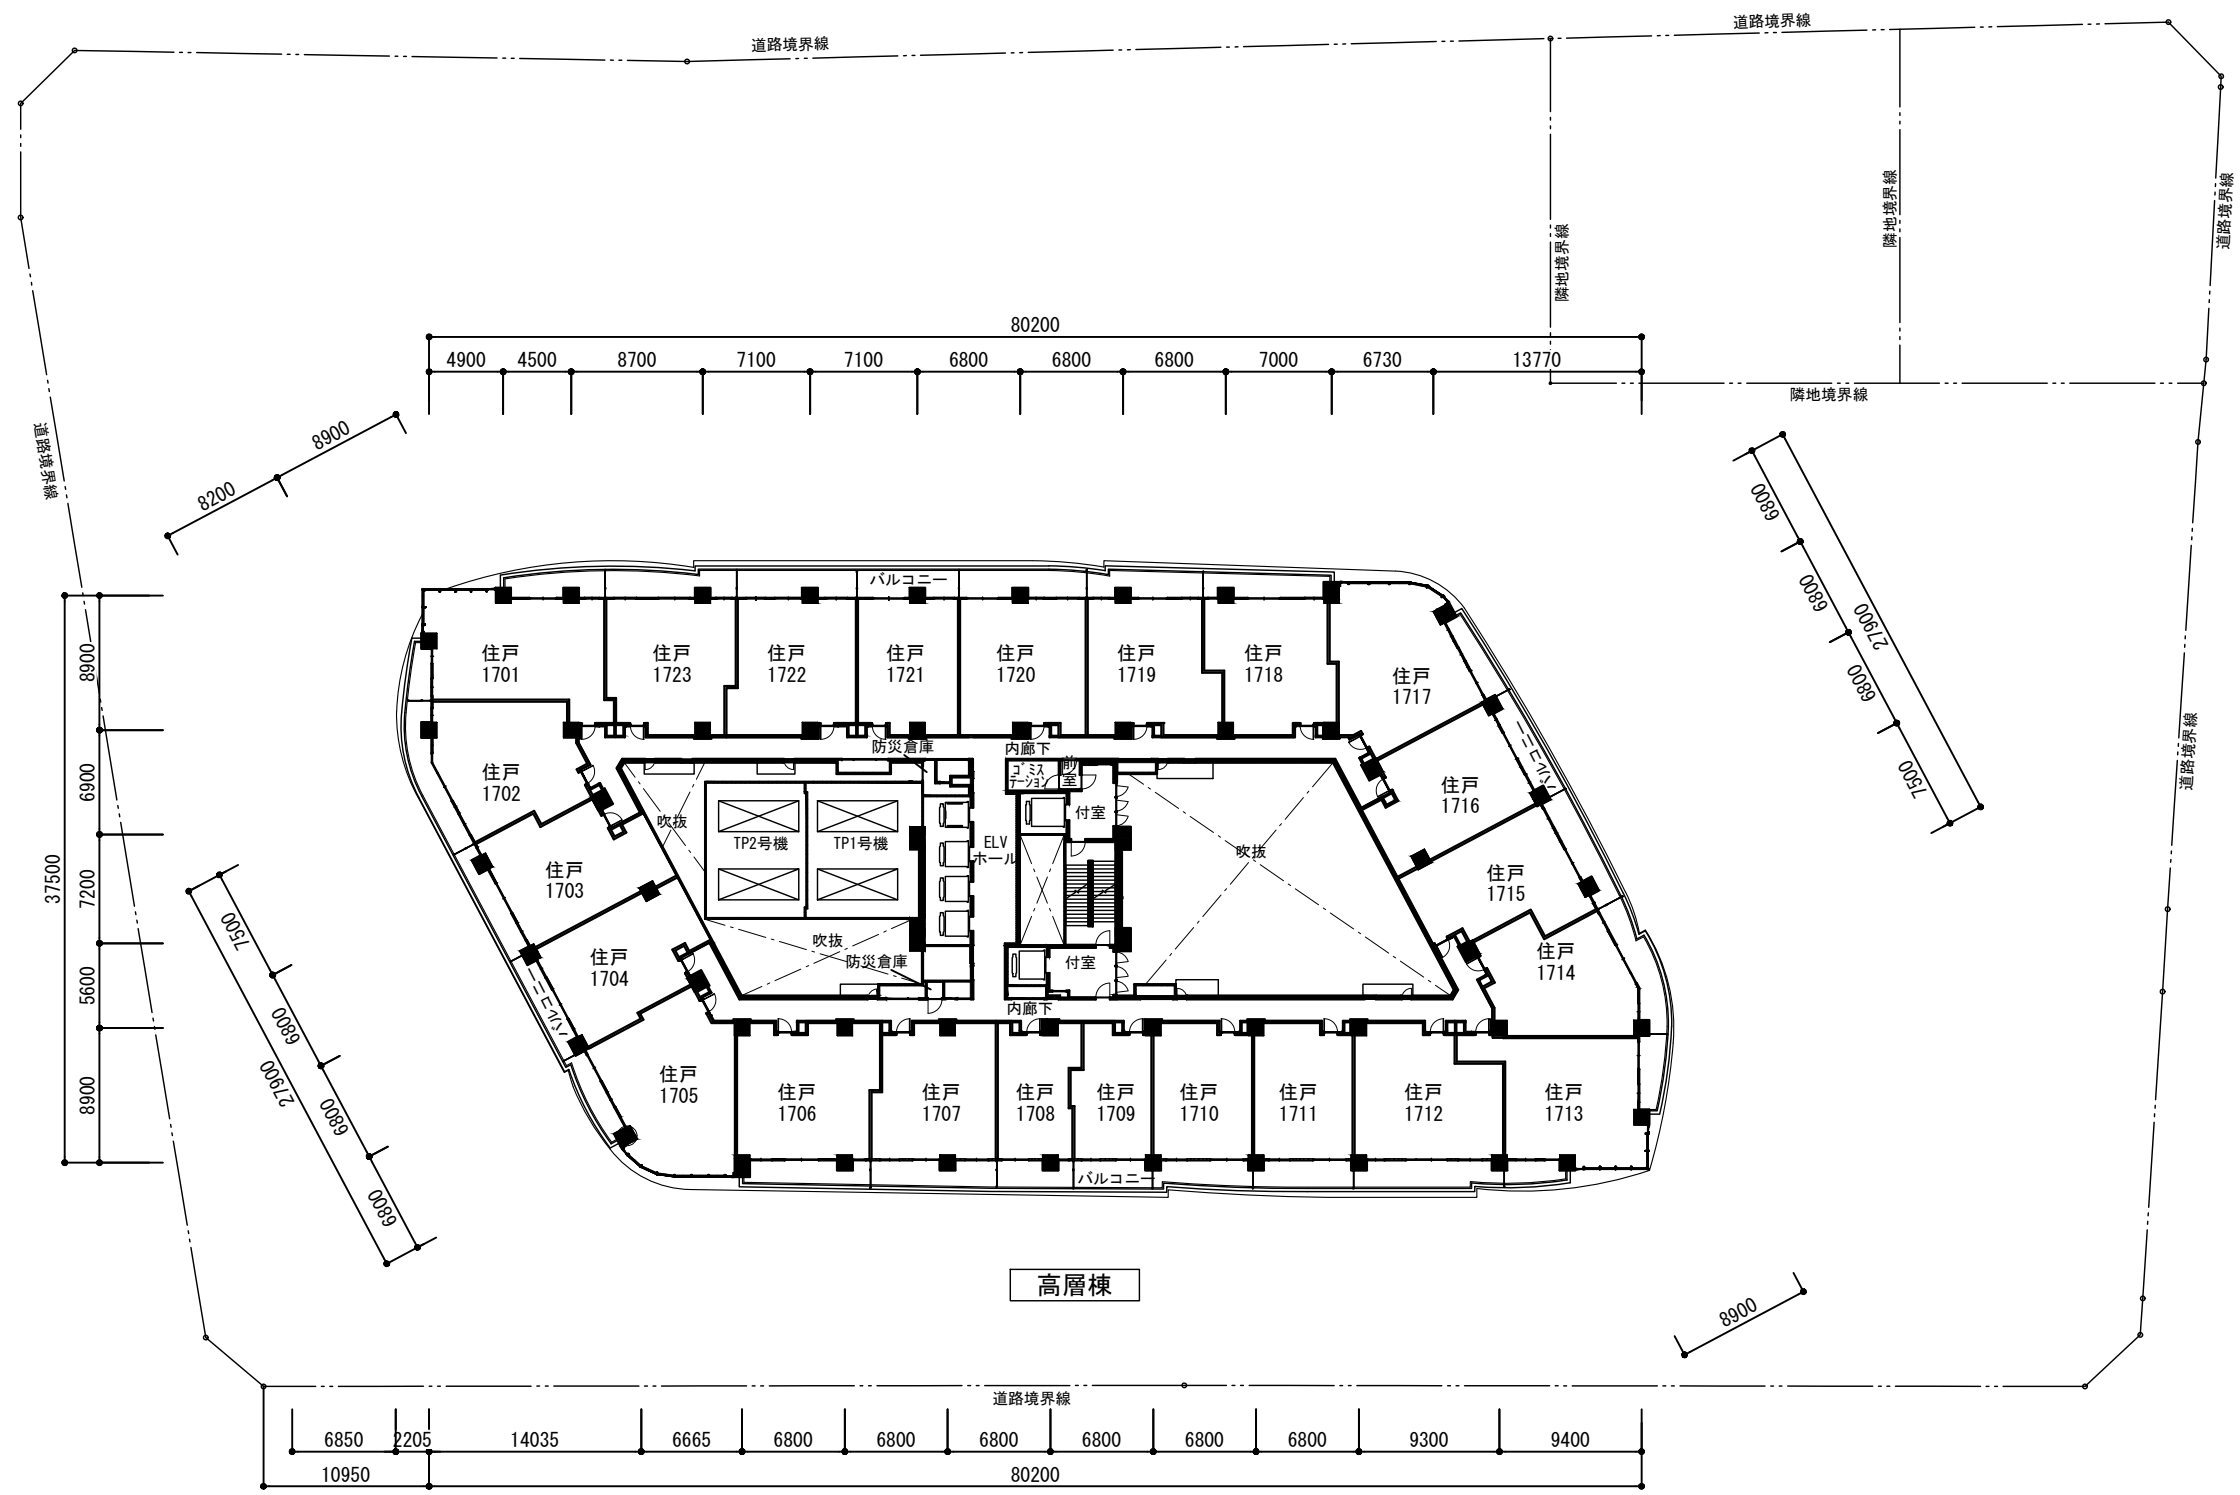 道路境界線
道路境界線
隣地境界線
隣地境界線
道路境界線
隣地境界線
道路境界線
道路境界線
80200
4900
4500
8700
7100
7100
6800
6800
6800
7000
6730
13770
8200
8900
6800
6800
6800
7500
27900
37500
8900
6900
7200
5600
8900
7500
6800
6800
6800
27900
バルコニー
住戸
1701
住戸
1723
住戸
1722
住戸
1721
住戸
1720
住戸
1719
住戸
1718
住戸
1717
住戸
1702
住戸
1716
住戸
1703
住戸
1715
住戸
1704
住戸
1714
バルコニー
バルコニー
防災倉庫
内廊下
ゴミス
テーション
前
室
付室
吹抜
TP2号機
TP1号機
ELV
ホール
吹抜
吹抜
防災倉庫
付室
内廊下
住戸
1705
住戸
1706
住戸
1707
住戸
1708
住戸
1709
住戸
1710
住戸
1711
住戸
1712
住戸
1713
バルコニー
高層棟
8900
道路境界線
6850
2205
14035
6665
6800
6800
6800
6800
6800
6800
9300
9400
10950
80200